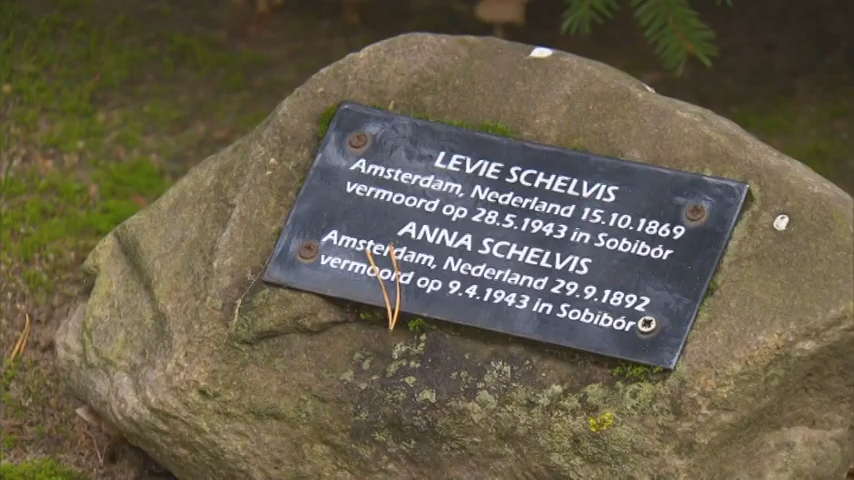 LEVIE SCHELVIS
Amsterdam, Nederland 15.10.1869
vermoord op 28.5.1943 in Sobibór
ANNA SCHELVIS
Amsterdam, Nederland 29.9.1892
vermoord op 9.4.1943 in Sobibór